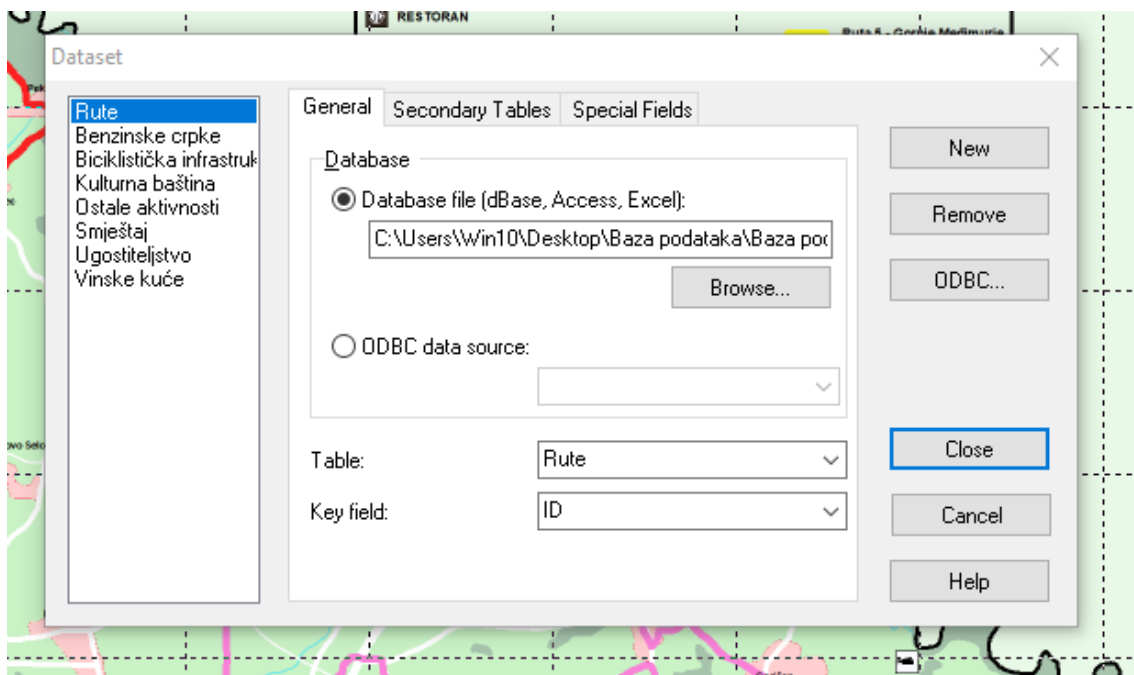 RESTORAN
Ruta 5 - Gornje Međimurje
Dataset
Rute
Benzinske crpke
Biciklistička infrastruk
Kulturna baština
Ostale aktivnosti
Smještaj
Ugostiteljstvo
Vinske kuće
General
Secondary Tables
Special Fields
Database
Database file (dBase, Access, Excel):
C:\Users\Win10\Desktop\Baza podataka\Baza pod
Browse...
ODBC data source:
Table:
Rute
Key field:
ID
New
Remove
ODBC...
Close
Cancel
Help